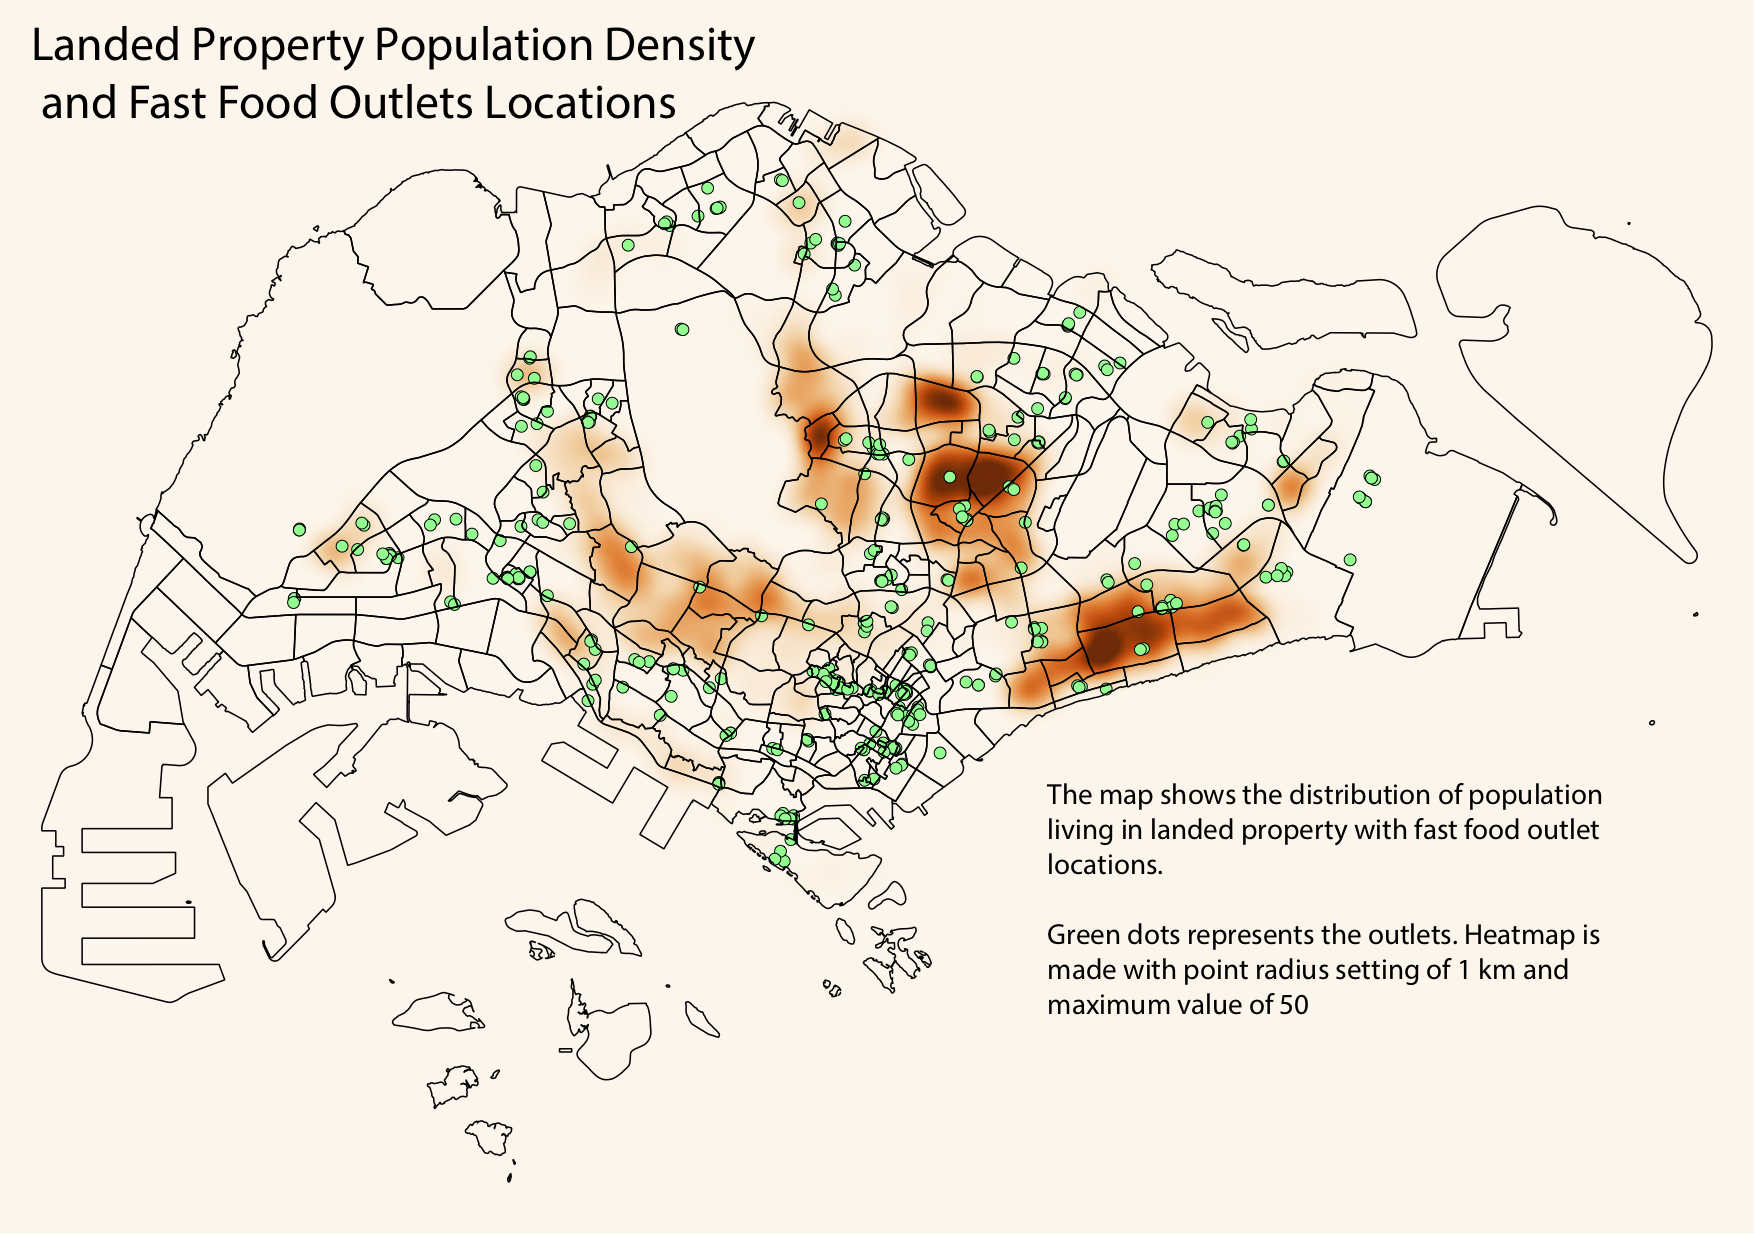 Landed Property Population Density
and Fast Food Outlets Locations
The map shows the distribution of population
living in landed property with fast food outlet
locations.
Green dots represents the outlets. Heatmap is
made with point radius setting of 1 km and
maximum value of 50